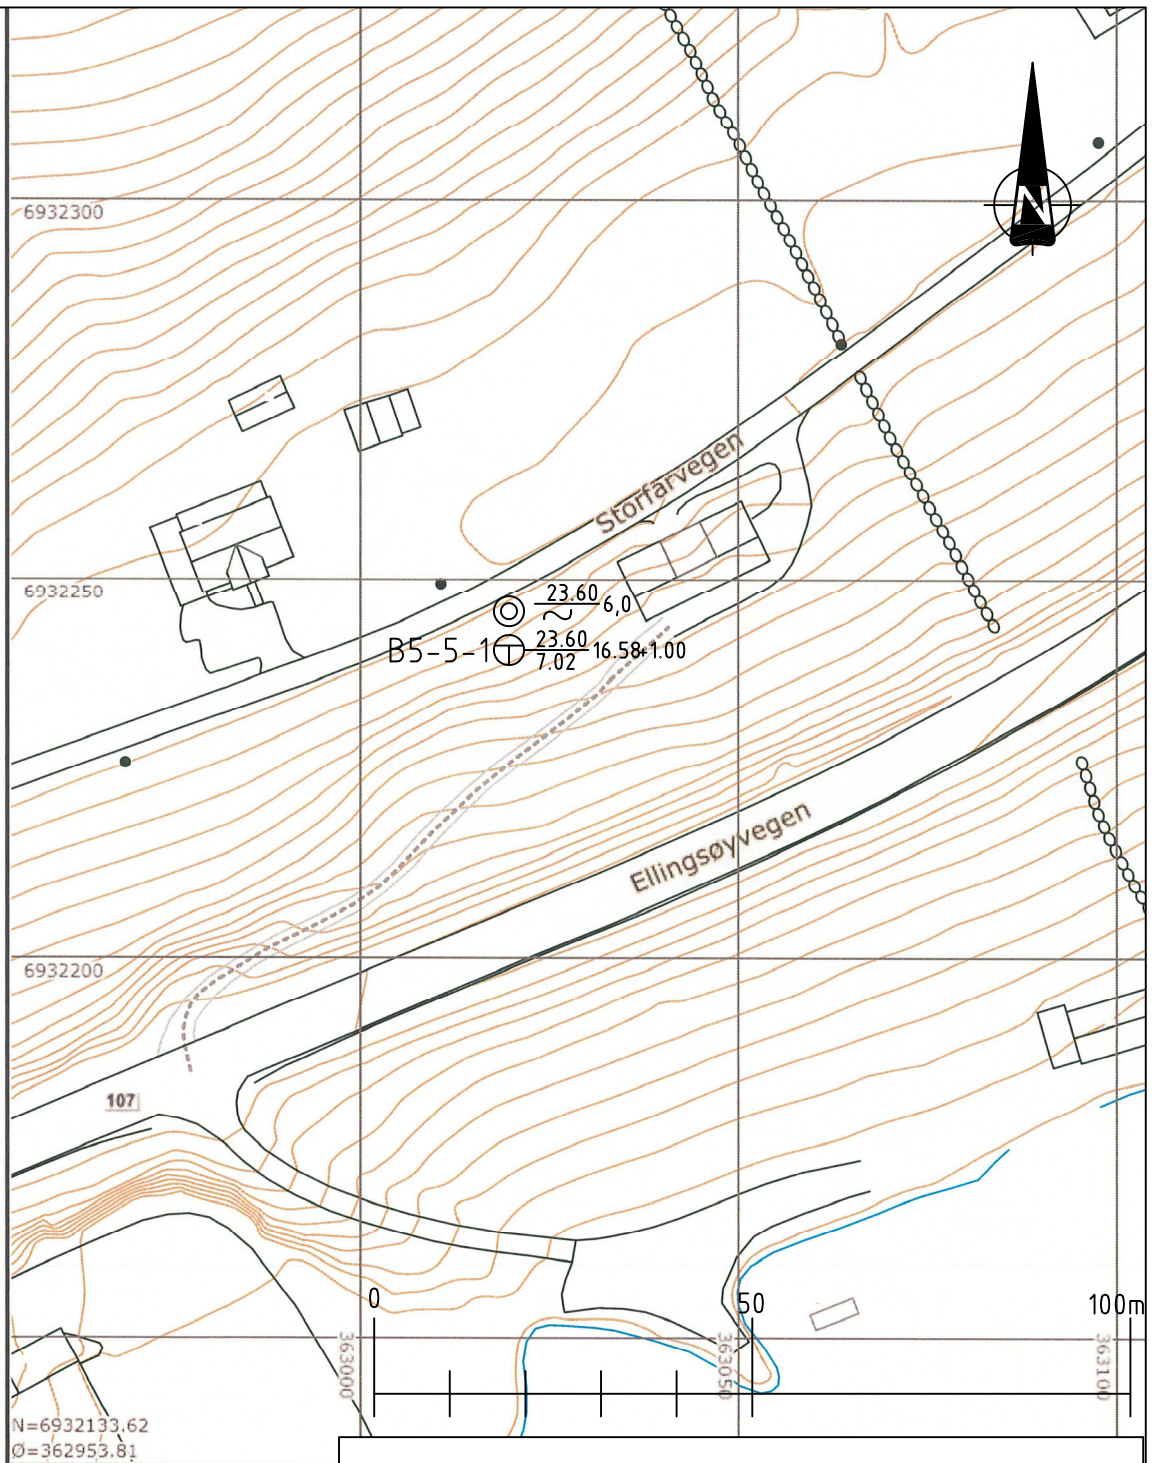 6932300
N
Storfarvegen
6932250
23.60
~ 6,0
B5-5-1 23.60 16.58+1.00
7.02
Ellingsøyvegen
6932200
107
0 50 100m
363000 363050 363100
N=6932133.62
Ø=362953.81